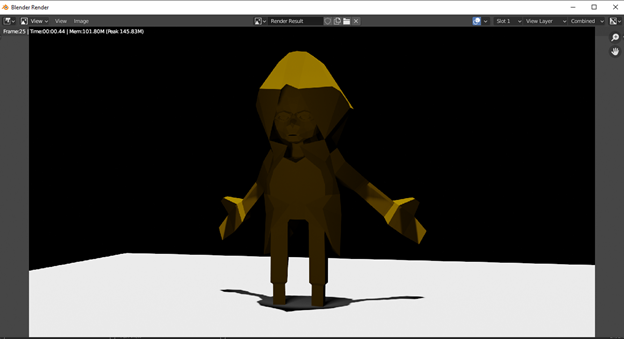 Blender Render
View View Image Render Result Slot 1 View Layer Combined
Frame:25 | Time:00:00.44 | Mem:101.80M (Peak 145.83M)